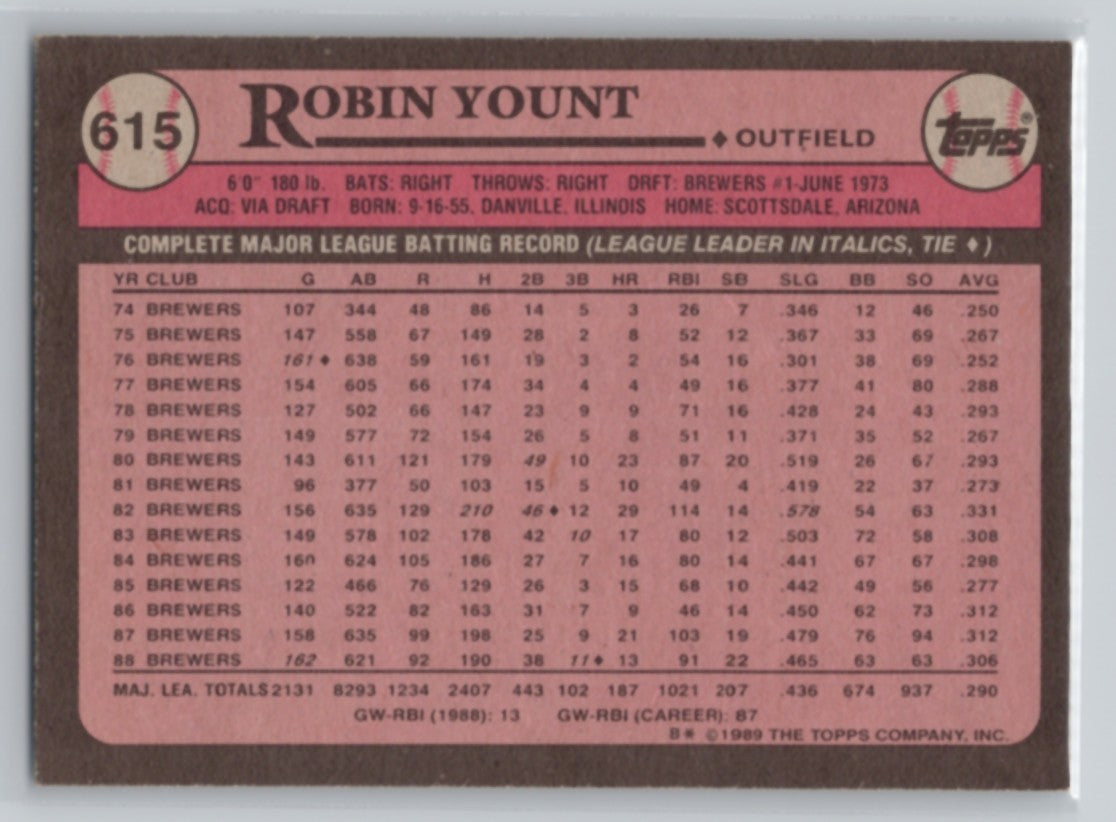 615
ROBIN YOUNT
♦ OUTFIELD
topps®
6'0" 180 lb. BATS: RIGHT THROWS: RIGHT DRFT: BREWERS #1-JUNE 1973
ACQ: VIA DRAFT BORN: 9-16-55, DANVILLE, ILLINOIS HOME: SCOTTSDALE, ARIZONA
COMPLETE MAJOR LEAGUE BATTING RECORD (LEAGUE LEADER IN ITALICS, TIE ♦)
YR CLUB G AB R H 2B 3B HR RBI SB SLG BB SO AVG
74 BREWERS 107 344 48 86 14 5 3 26 7 .346 12 46 .250
75 BREWERS 147 558 67 149 28 2 8 52 12 .367 33 69 .267
76 BREWERS 161♦ 638 59 161 19 3 2 54 16 .301 38 69 .252
77 BREWERS 154 605 66 174 34 4 4 49 16 .377 41 80 .288
78 BREWERS 127 502 66 147 23 9 9 71 16 .428 24 43 .293
79 BREWERS 149 577 72 154 26 5 8 51 11 .371 35 52 .267
80 BREWERS 143 611 121 179 49 10 23 87 20 .519 26 67 .293
81 BREWERS 96 377 50 103 15 5 10 49 4 .419 22 37 .273
82 BREWERS 156 635 129 210 46♦ 12 29 114 14 .578 54 63 .331
83 BREWERS 149 578 102 178 42 10 17 80 12 .503 72 58 .308
84 BREWERS 160 624 105 186 27 7 16 80 14 .441 67 67 .298
85 BREWERS 122 466 76 129 26 3 15 68 10 .442 49 56 .277
86 BREWERS 140 522 82 163 31 7 9 46 14 .450 62 73 .312
87 BREWERS 158 635 99 198 25 9 21 103 19 .479 76 94 .312
88 BREWERS 162 621 92 190 38 11♦ 13 91 22 .465 63 63 .306
MAJ. LEA. TOTALS 2131 8293 1234 2407 443 102 187 1021 207 .436 674 937 .290
GW-RBI (1988): 13 GW-RBI (CAREER): 87
B* ©1989 THE TOPPS COMPANY, INC.